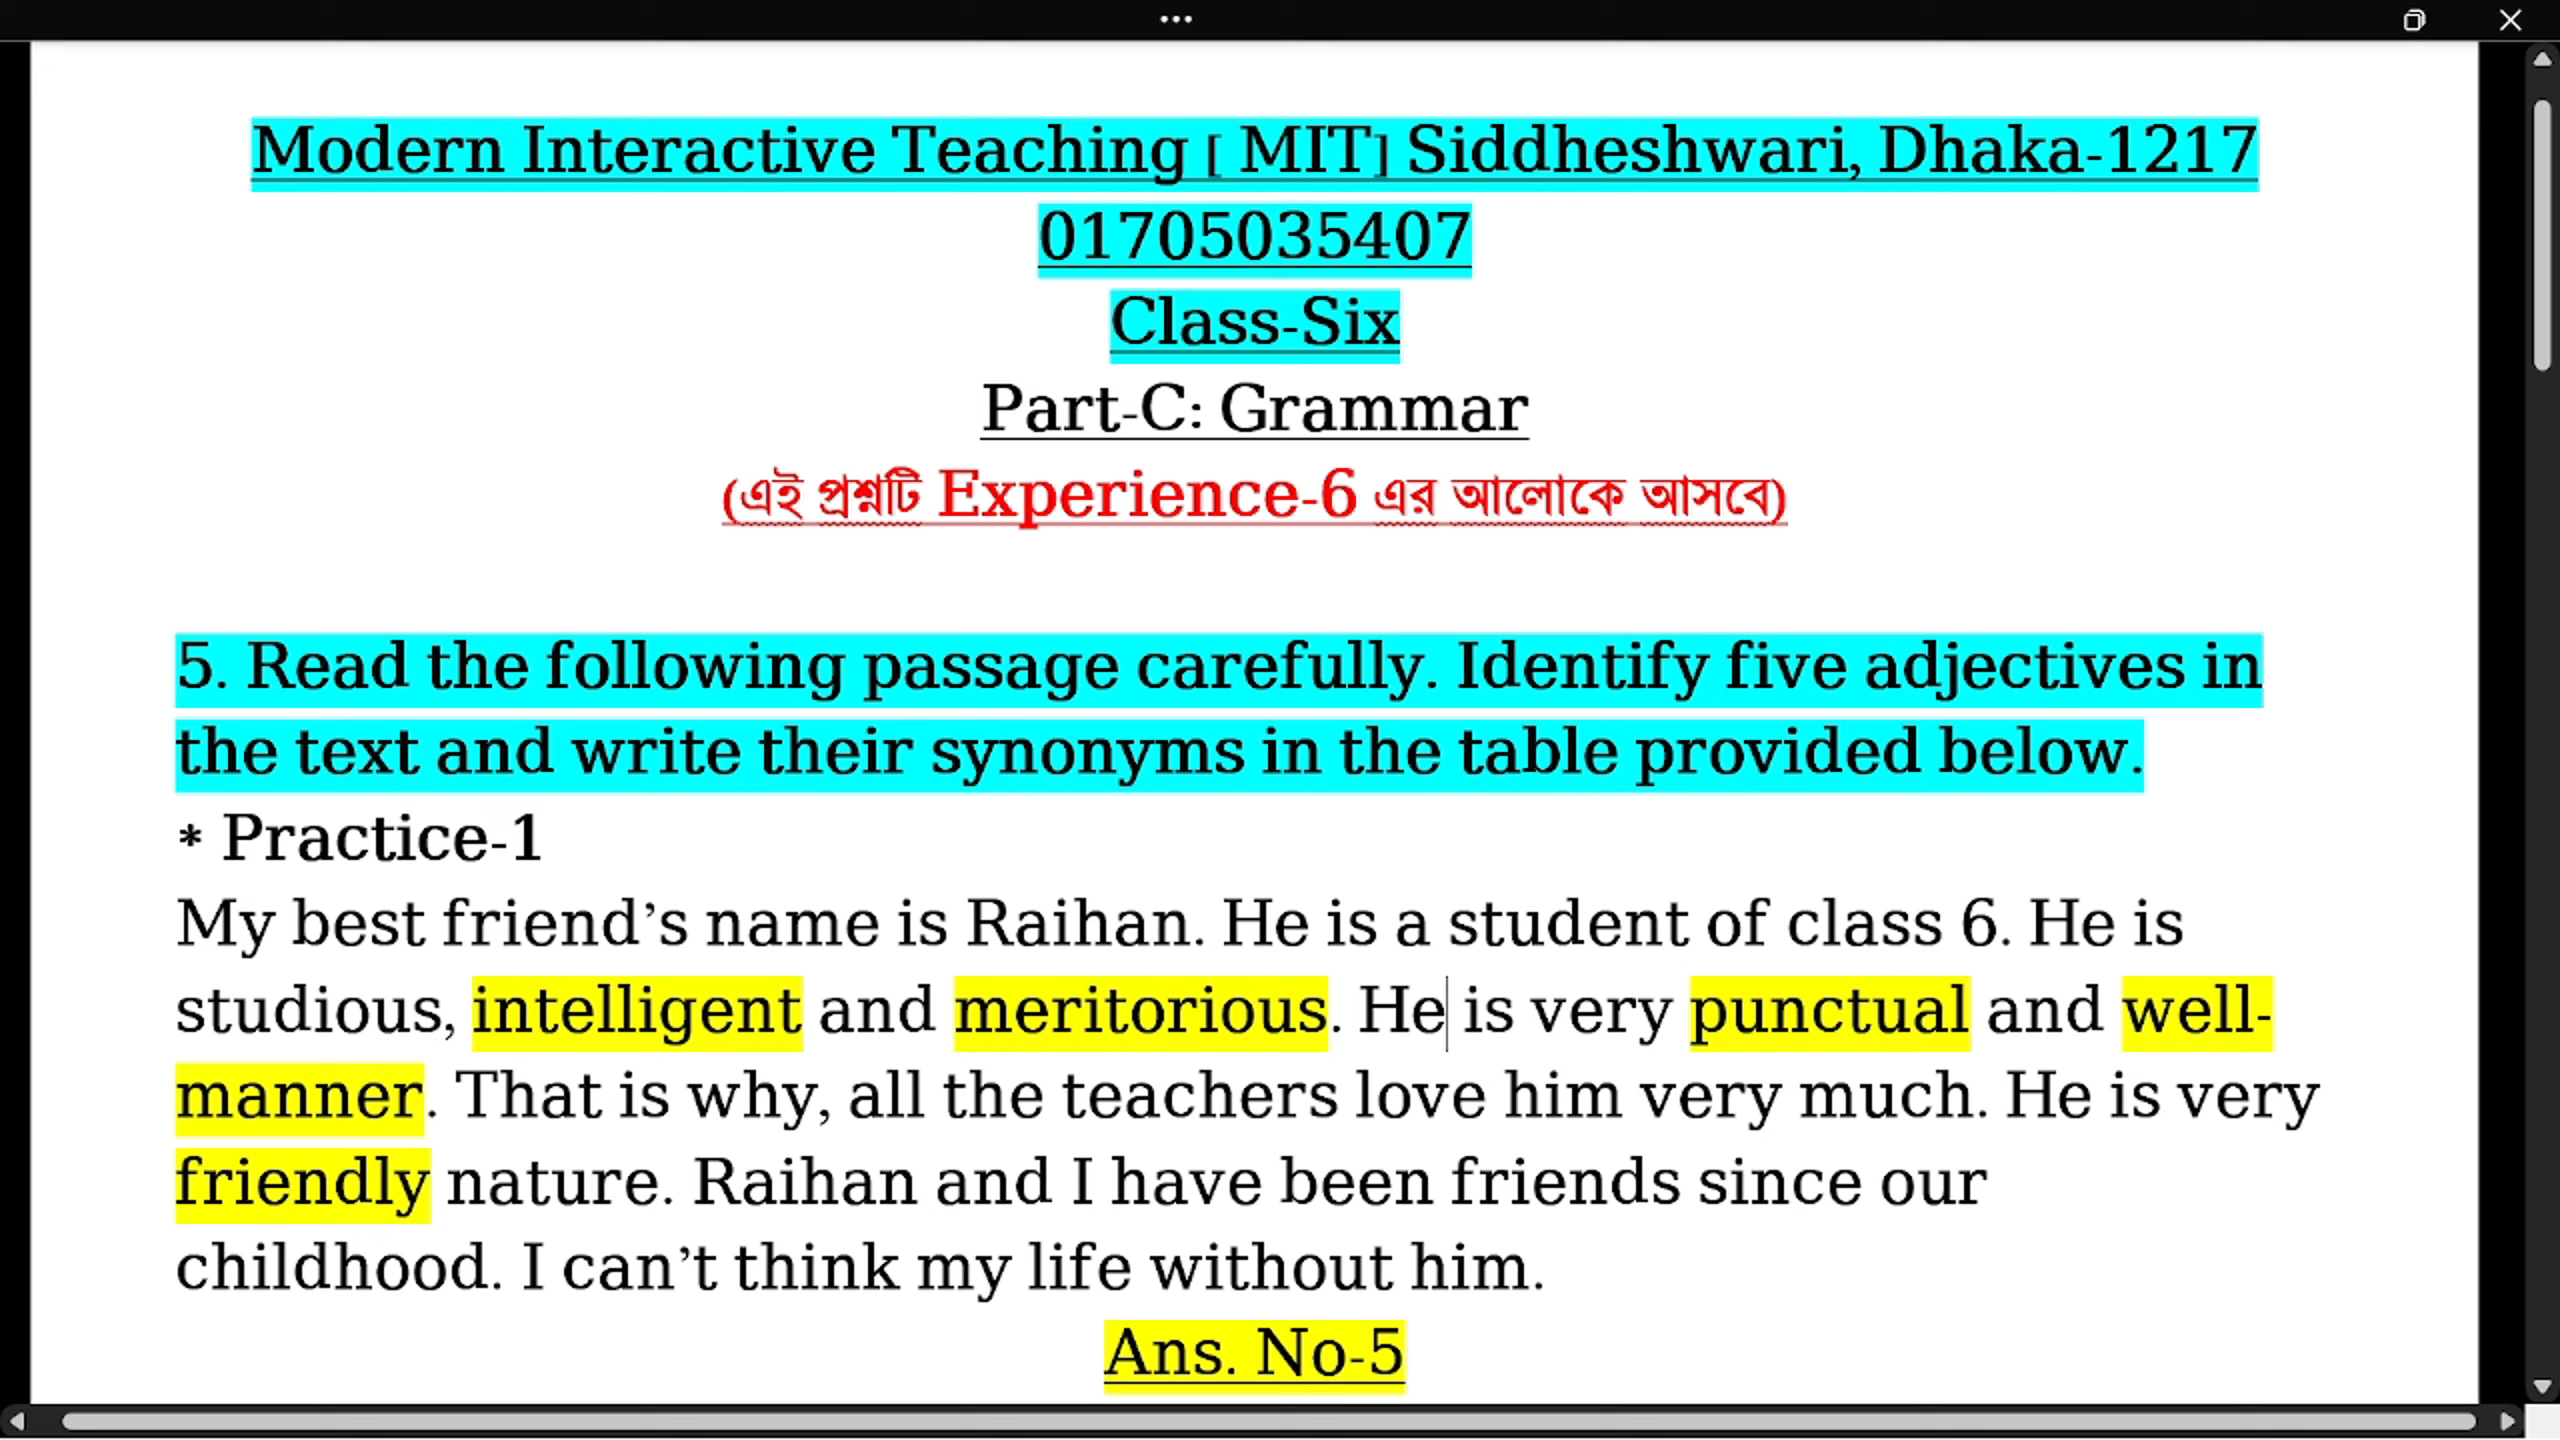 Modern Interactive Teaching [ MIT] Siddheshwari, Dhaka-1217
01705035407
Class-Six
Part-C: Grammar
(এই প্রশ্নটি Experience-6 এর আলোকে আসবে)
5. Read the following passage carefully. Identify five adjectives in
the text and write their synonyms in the table provided below.
* Practice-1
My best friend’s name is Raihan. He is a student of class 6. He is
studious, intelligent and meritorious. He is very punctual and well-
manner. That is why, all the teachers love him very much. He is very
friendly nature. Raihan and I have been friends since our
childhood. I can’t think my life without him.
Ans. No-5